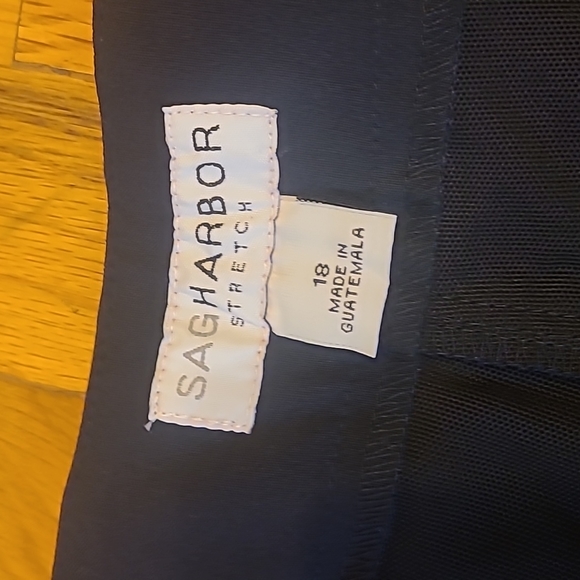 SAGHARBOR
STRETCH
18
MADE IN
GUATEMALA